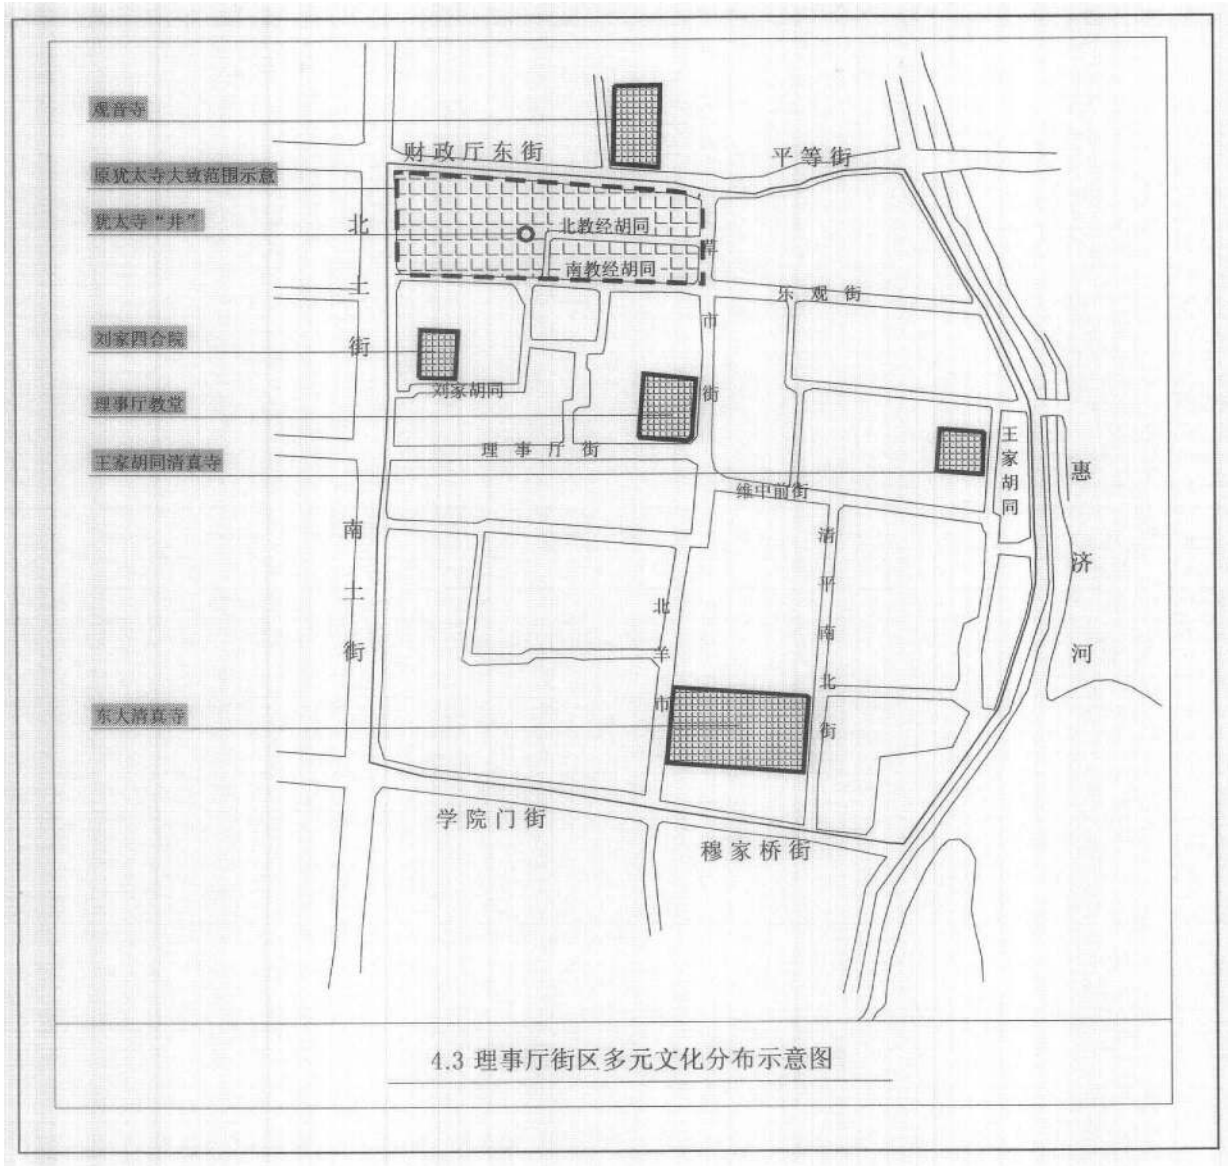 观音寺
财政厅东街
平等街
原犹太寺大致范围示意
犹太寺“井”
北土街
北教经胡同
草市街
南教经胡同
乐观街
刘家四合院
刘家胡同
理事厅教堂
王家胡同
理事厅街
王家胡同清真寺
惠济河
维中前街
南土街
清平南北街
北羊市
东大清真寺
学院门街
穆家桥街
4.3 理事厅街区多元文化分布示意图